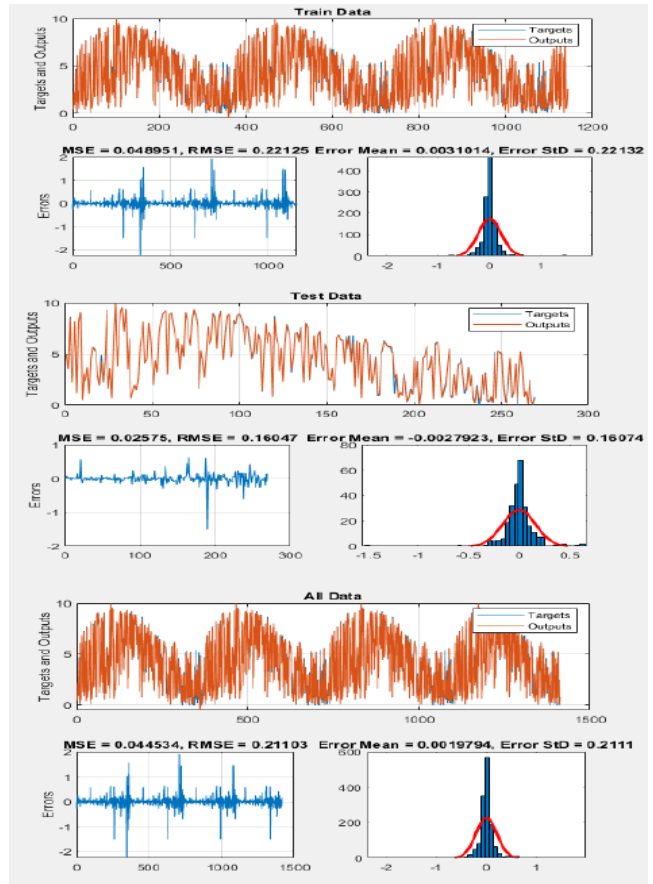 Train Data
Targets and Outputs
10
5
0
Targets
Outputs
0 200 400 600 800 1000 1200
MSE = 0.048951, RMSE = 0.22125 Error Mean = 0.0031014, Error StD = 0.22132
Errors
2
1
0
-1
-2
0 500 1000
400
300
200
100
0
-2 -1 0 1
Test Data
Targets and Outputs
10
5
0
Targets
Outputs
0 50 100 150 200 250 300
MSE = 0.02575, RMSE = 0.16047 Error Mean = -0.0027923, Error StD = 0.16074
Errors
1
0
-1
-2
0 100 200 300
80
60
40
20
0
-1.5 -1 -0.5 0 0.5
All Data
Targets and Outputs
10
5
0
Targets
Outputs
0 500 1000 1500
MSE = 0.044534, RMSE = 0.21103 Error Mean = 0.0019794, Error StD = 0.2111
Errors
2
1
0
-1
-2
0 500 1000 1500
600
400
200
0
-2 -1 0 1